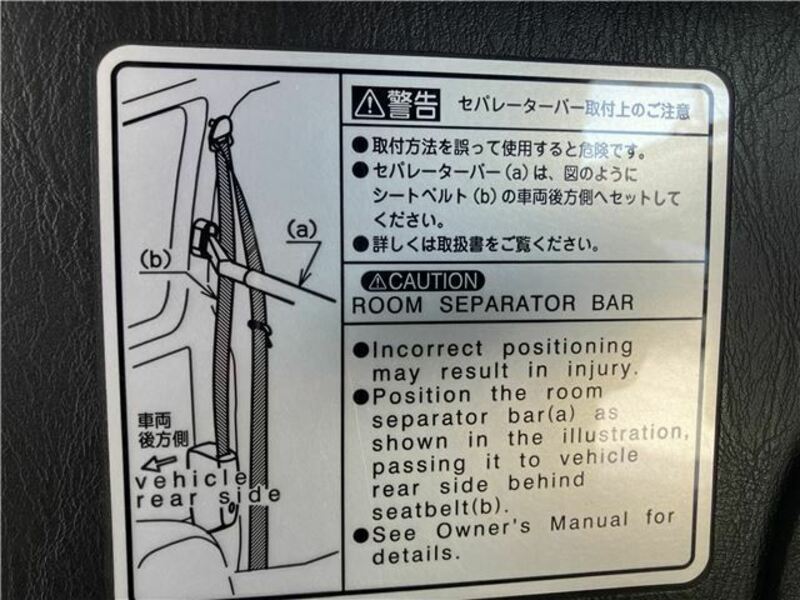 警告 セパレーターバー取付上のご注意
●取付方法を誤って使用すると危険です。
●セパレーターバー(a)は、図のように
シートベルト(b)の車両後方側へセットして
ください。
●詳しくは取扱書をご覧ください。
CAUTION
ROOM SEPARATOR BAR
●Incorrect positioning
may result in injury.
●Position the room
separator bar(a) as
shown in the illustration,
passing it to vehicle
rear side behind
seatbelt(b).
●See Owner's Manual for
details.
(a)
(b)
車両
後方側
vehicle
rear side